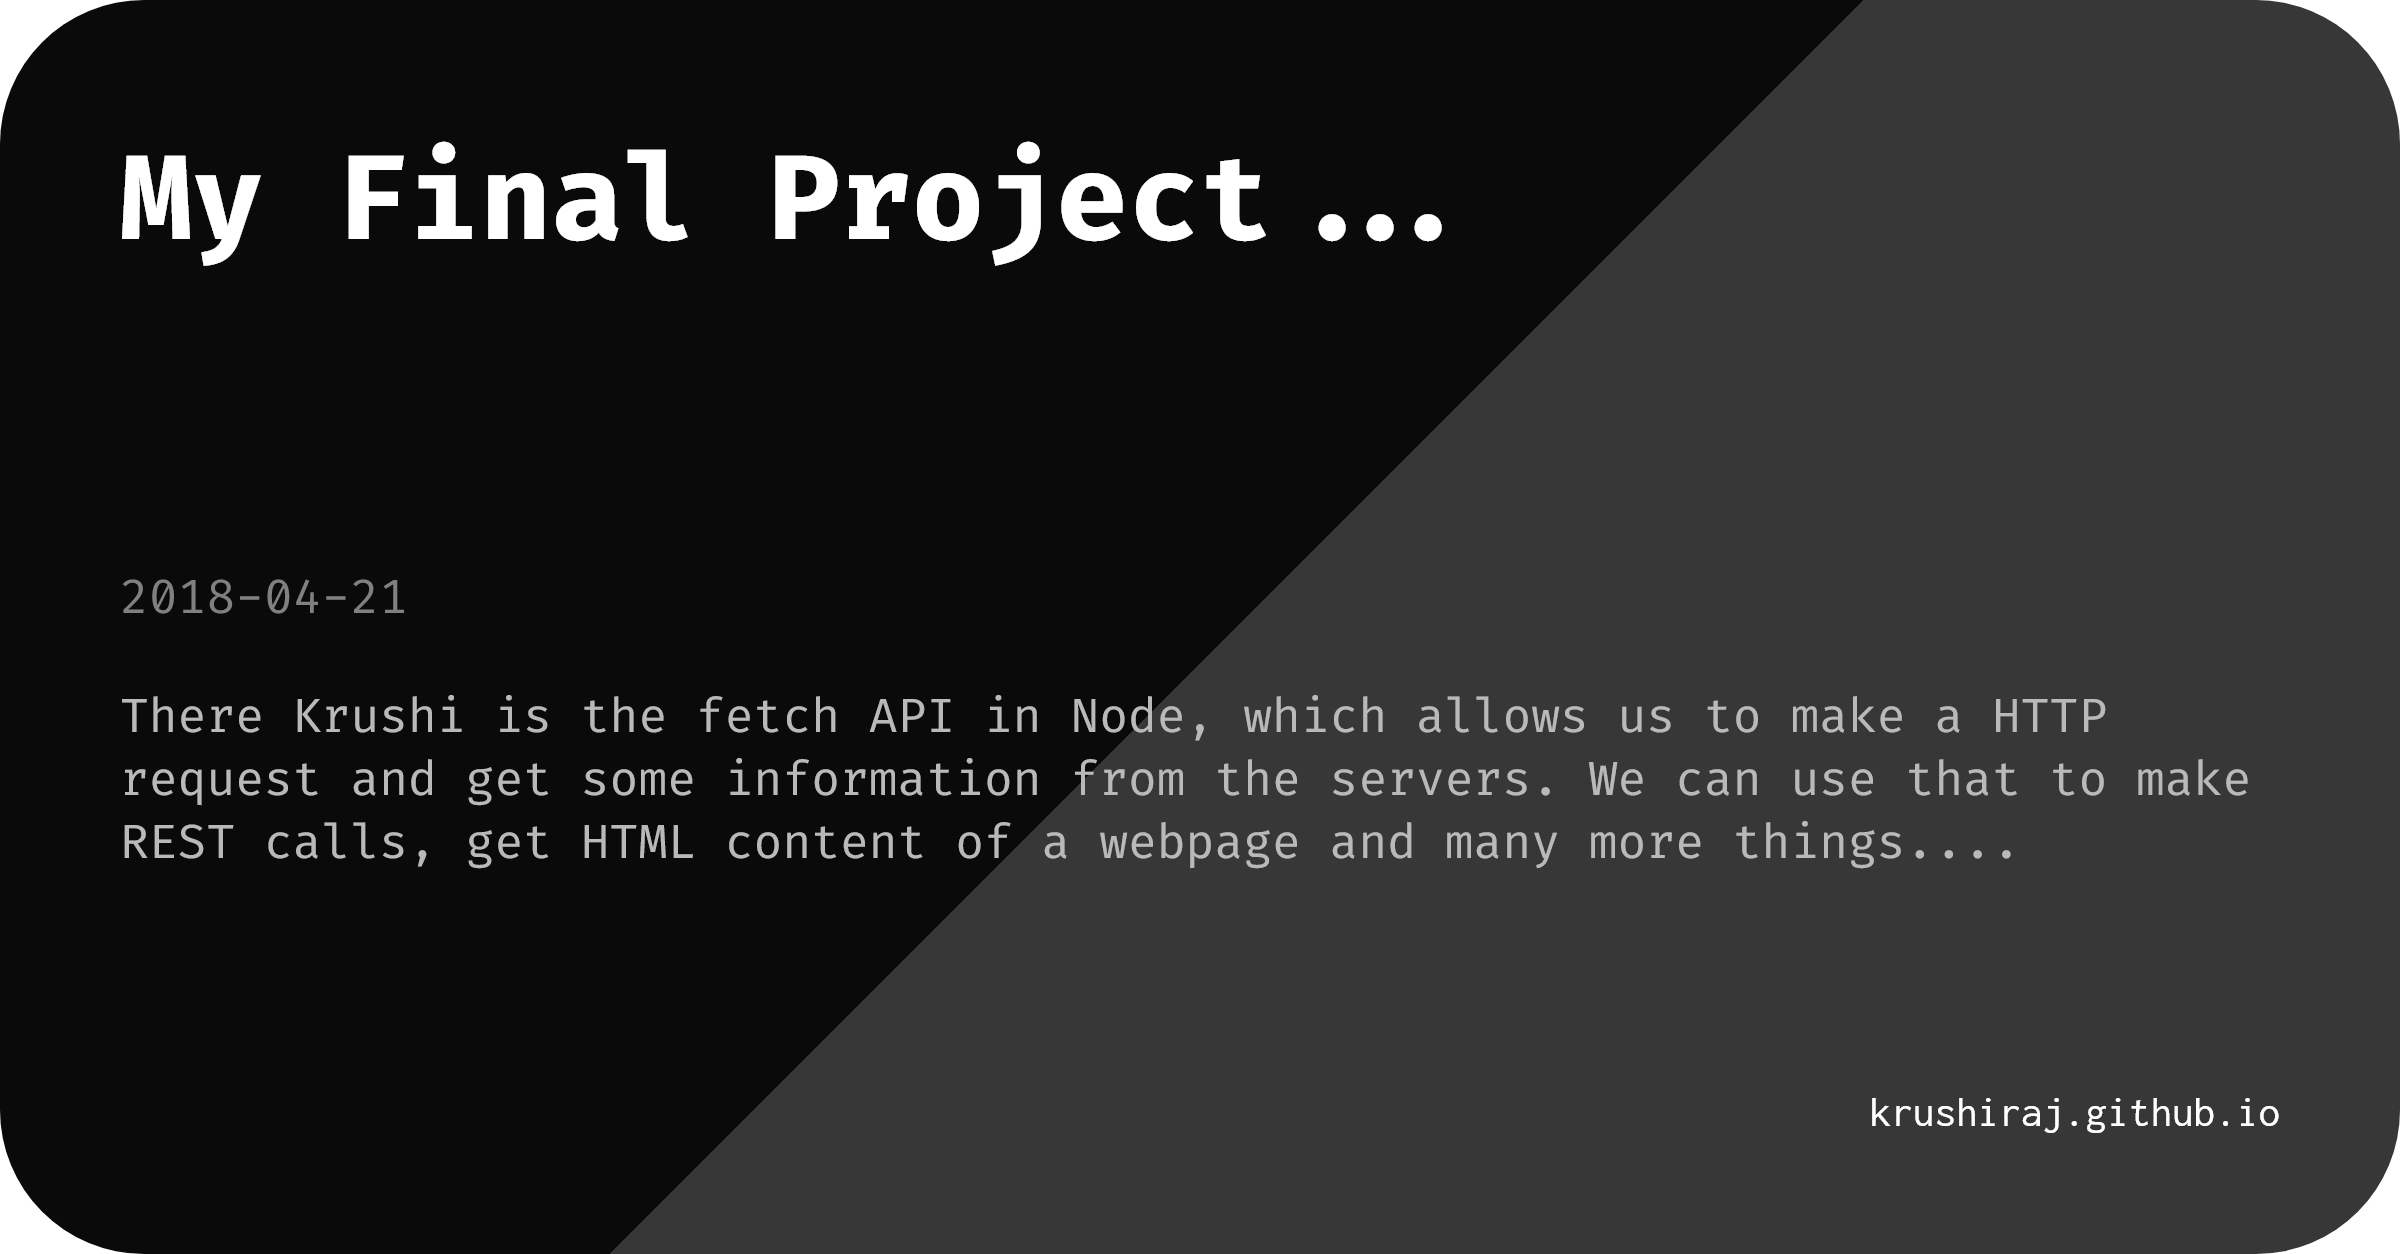 My Final Project...
2018-04-21
There Krushi is the fetch API in Node, which allows us to make a HTTP
request and get some information from the servers. We can use that to make
REST calls, get HTML content of a webpage and many more things....
krushiraj.github.io